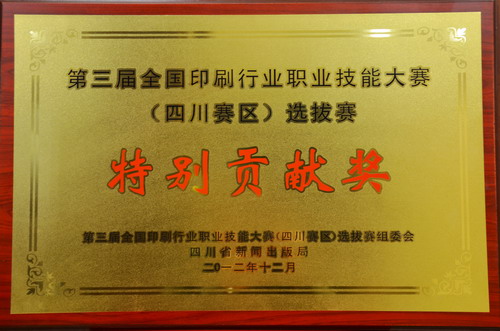 第三届全国印刷行业职业技能大赛
（四川赛区）选拔赛
特别贡献奖
第三届全国印刷行业职业技能大赛(四川赛区)选拔赛组委会
四川省新闻出版局
二○一二年十二月